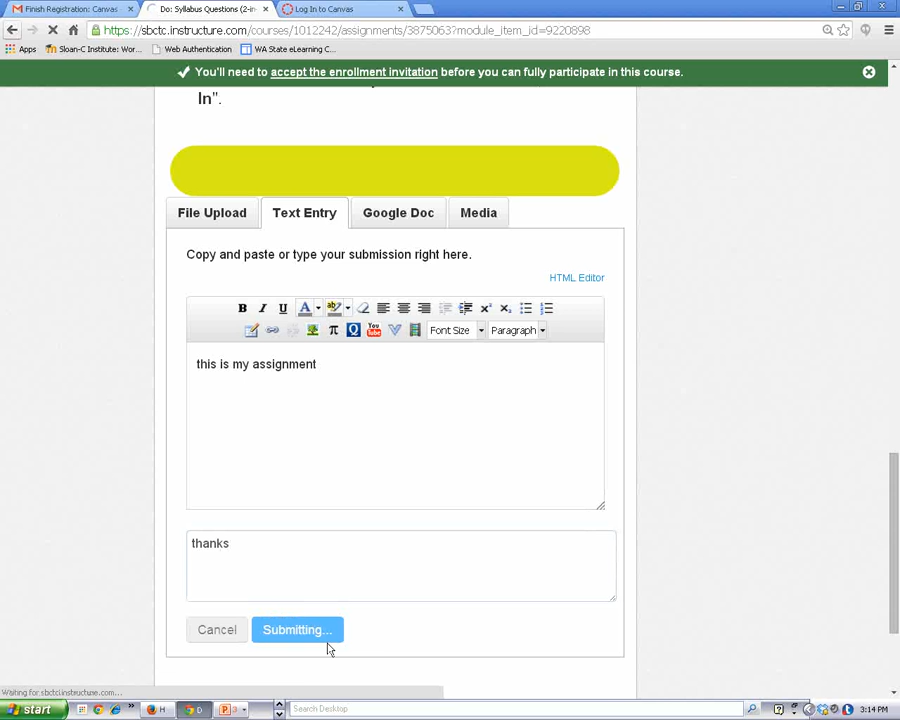 Finish Registration: Canvas × Do: Syllabus Questions (2-in- × Log In to Canvas ×
https://sbctc.instructure.com/courses/1012242/assignments/3875063?module_item_id=9220898
Apps Sloan-C Institute: Wor... Web Authentication WA State eLearning C...
You'll need to accept the enrollment invitation before you can fully participate in this course.
In".
File Upload Text Entry Google Doc Media
Copy and paste or type your submission right here.
HTML Editor
B I U A ab
π Q You Tube Font Size Paragraph
this is my assignment
thanks
Cancel Submitting...
Waiting for sbctc.instructure.com...
start H D 3 Search Desktop 3:14 PM